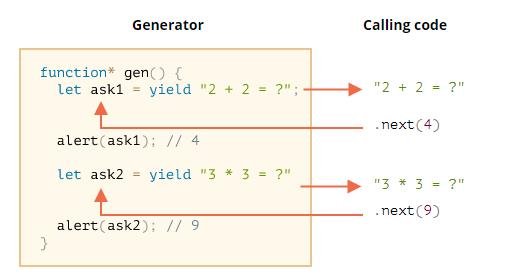 Generator
Calling code
function* gen() {
let ask1 = yield "2 + 2 = ?";
"2 + 2 = ?"
.next(4)
alert(ask1); // 4
let ask2 = yield "3 * 3 = ?"
"3 * 3 = ?"
.next(9)
alert(ask2); // 9
}